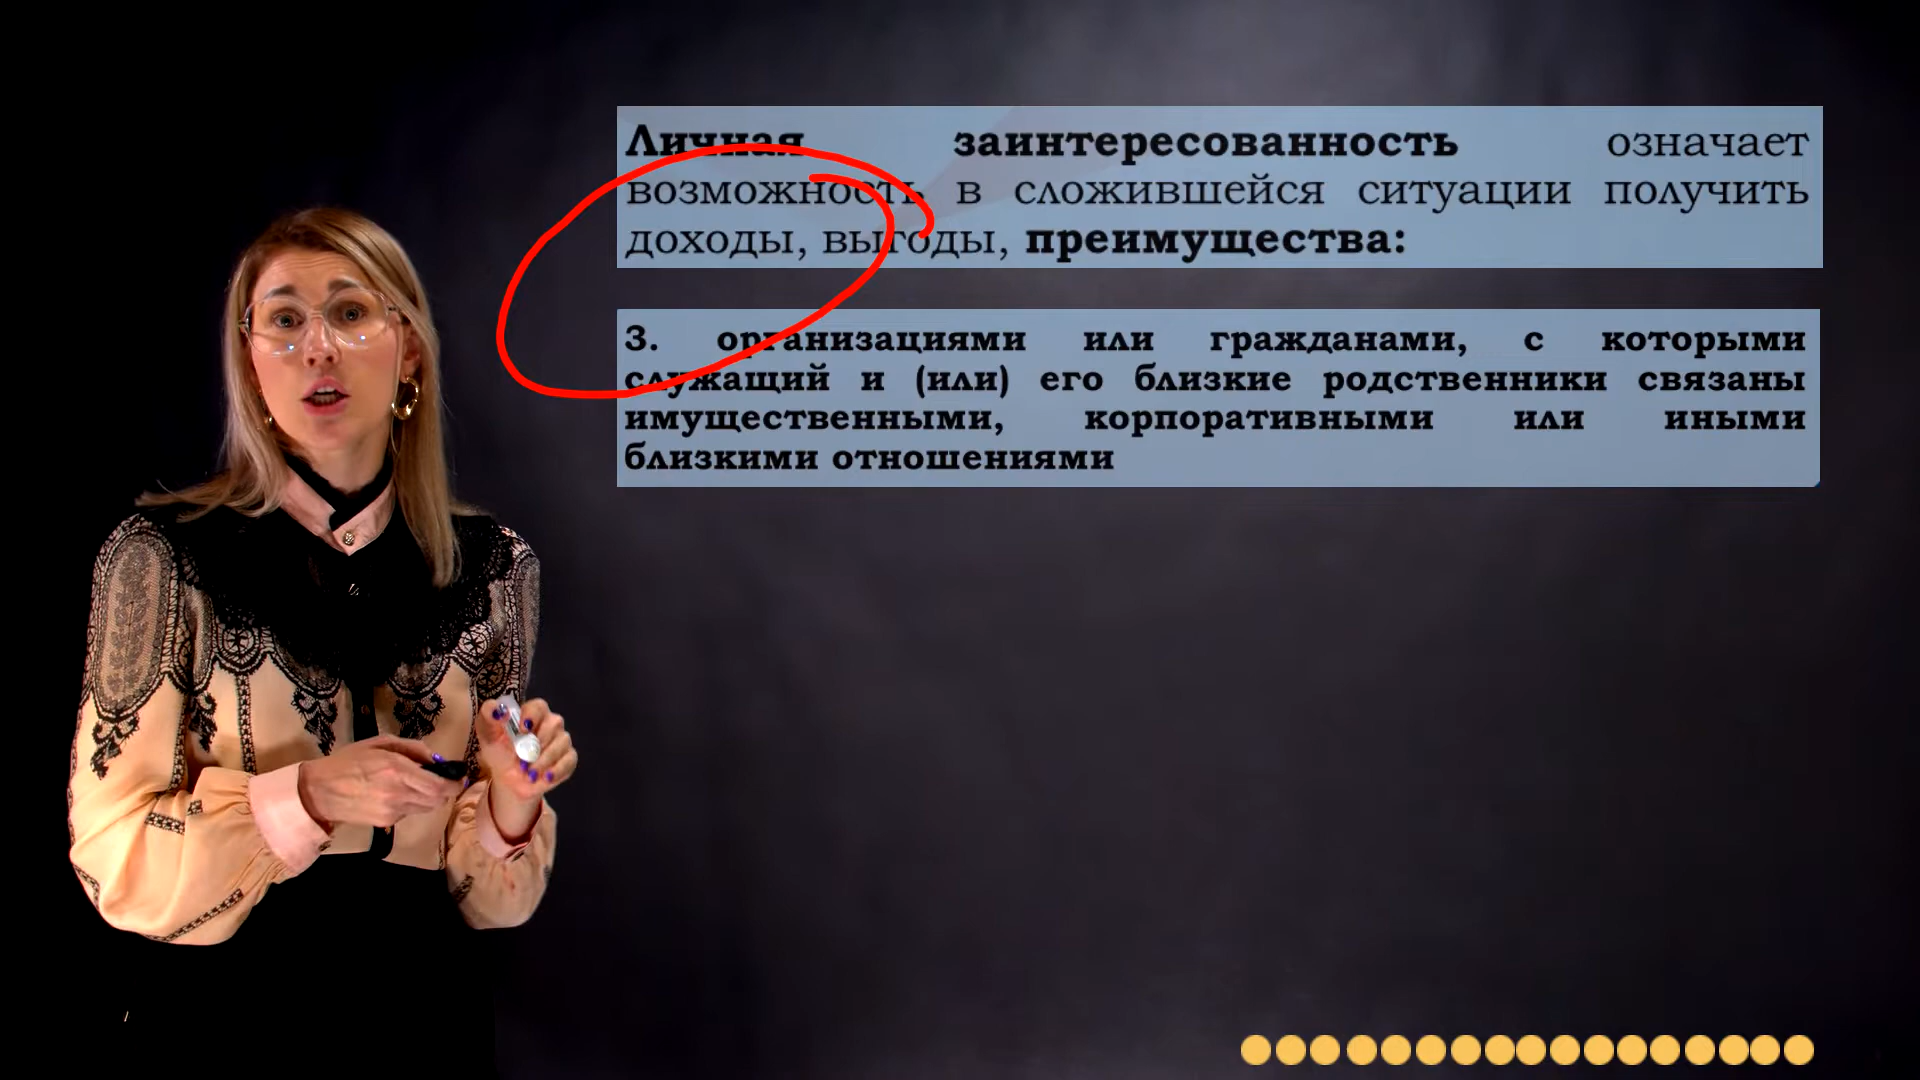 Личная заинтересованность означает
возможность в сложившейся ситуации получить
доходы, выгоды, преимущества:
3. организациями или гражданами, с которыми
служащий и (или) его близкие родственники связаны
имущественными, корпоративными или иными
близкими отношениями